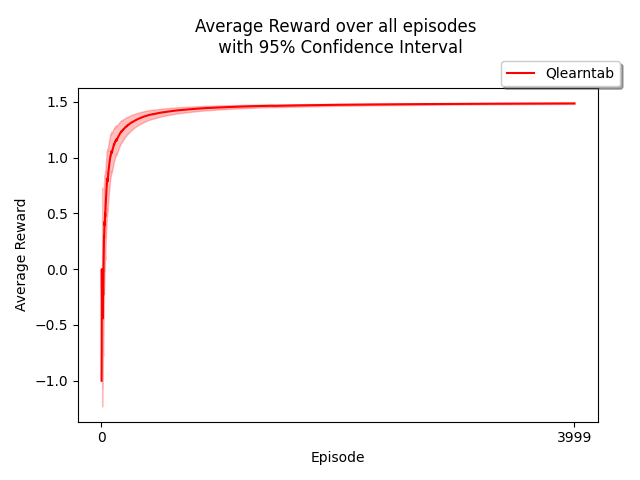 Average Reward over all episodes
with 95% Confidence Interval
Qlearntab
1.5
1.0
0.5
0.0
−0.5
−1.0
Average Reward
0
3999
Episode